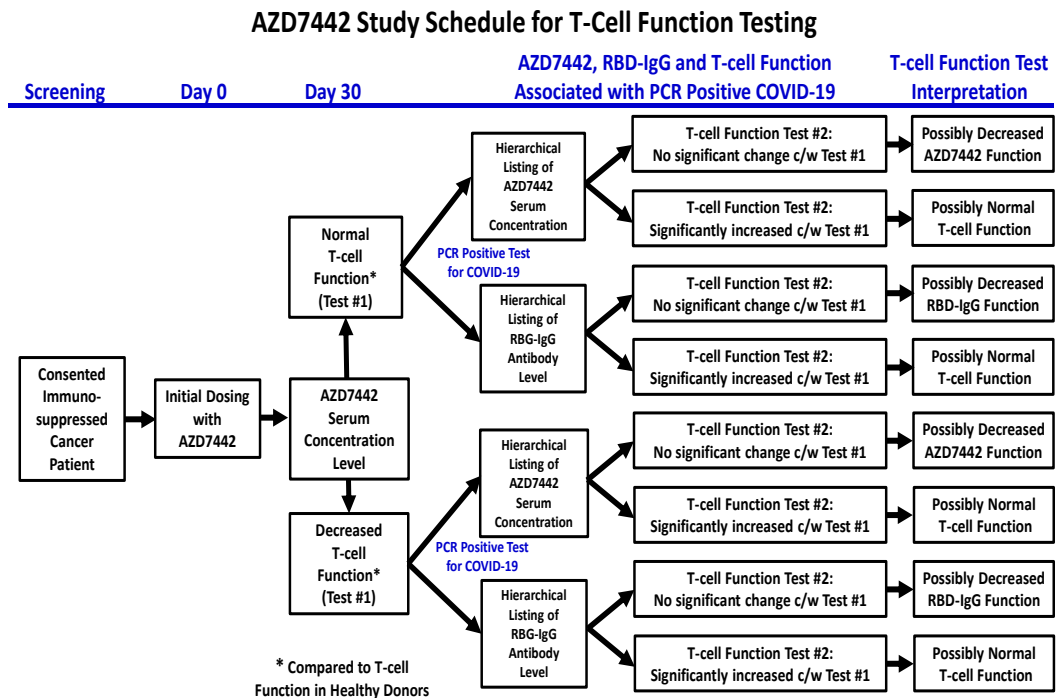 AZD7442 Study Schedule for T-Cell Function Testing
Screening
Day 0
Day 30
AZD7442, RBD-IgG and T-cell Function
Associated with PCR Positive COVID-19
T-cell Function Test
Interpretation
Consented
Immuno-
suppressed
Cancer
Patient
Initial Dosing
with
AZD7442
Normal
T-cell
Function*
(Test #1)
AZD7442
Serum
Concentration
Level
Decreased
T-cell
Function*
(Test #1)
* Compared to T-cell
Function in Healthy Donors
PCR Positive Test
for COVID-19
PCR Positive Test
for COVID-19
Hierarchical
Listing of
AZD7442
Serum
Concentration
Hierarchical
Listing of
RBG-IgG
Antibody
Level
Hierarchical
Listing of
AZD7442
Serum
Concentration
Hierarchical
Listing of
RBG-IgG
Antibody
Level
T-cell Function Test #2:
No significant change c/w Test #1
Possibly Decreased
AZD7442 Function
T-cell Function Test #2:
Significantly increased c/w Test #1
Possibly Normal
T-cell Function
T-cell Function Test #2:
No significant change c/w Test #1
Possibly Decreased
RBD-IgG Function
T-cell Function Test #2:
Significantly increased c/w Test #1
Possibly Normal
T-cell Function
T-cell Function Test #2:
No significant change c/w Test #1
Possibly Decreased
AZD7442 Function
T-cell Function Test #2:
Significantly increased c/w Test #1
Possibly Normal
T-cell Function
T-cell Function Test #2:
No significant change c/w Test #1
Possibly Decreased
RBD-IgG Function
T-cell Function Test #2:
Significantly increased c/w Test #1
Possibly Normal
T-cell Function